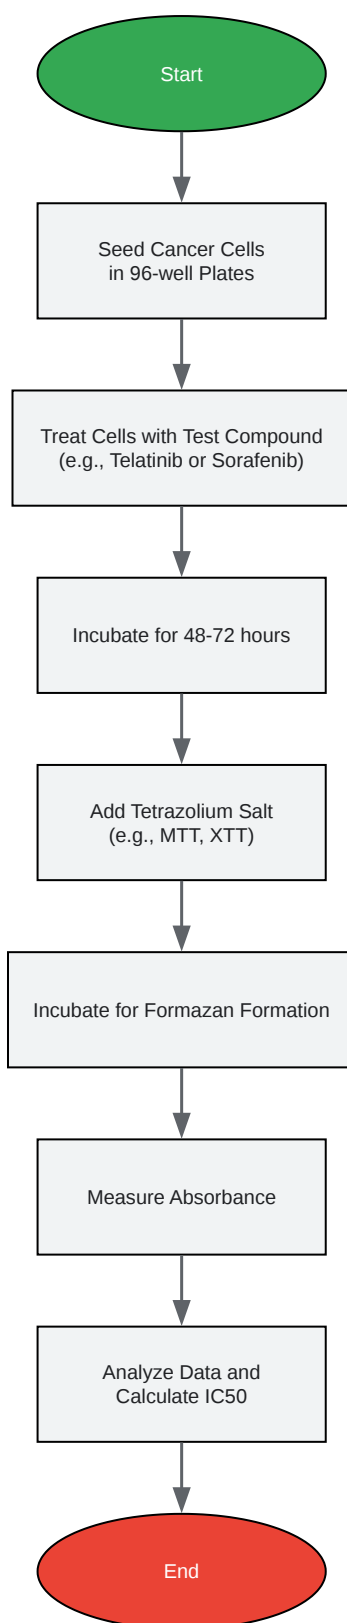 Start
Seed Cancer Cells
in 96-well Plates
Treat Cells with Test Compound
(e.g., Telatinib or Sorafenib)
Incubate for 48-72 hours
Add Tetrazolium Salt
(e.g., MTT, XTT)
Incubate for Formazan Formation
Measure Absorbance
Analyze Data and
Calculate IC50
End